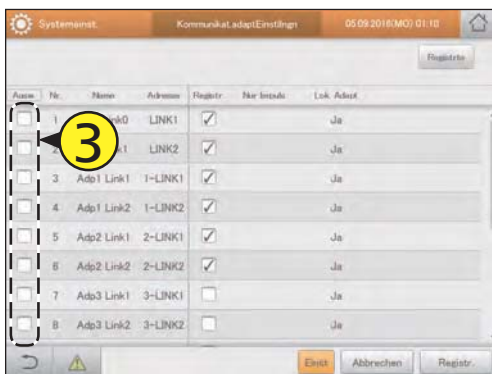 Systemeinst. Kommunikat.adaptEinstllngn 05.09.2016(MO) 01:10
Registrte
Ausw. Nr. Name Adresse Registr Nur Impuls Lok. Adapt.
1 LINK1 Ja
3
LINK2 Ja
3 Adp1 Link1 1-LINK1 Ja
4 Adp1 Link2 1-LINK2 Ja
5 Adp2 Link1 2-LINK1 Ja
6 Adp2 Link2 2-LINK2 Ja
7 Adp3 Link1 3-LINK1 Ja
8 Adp3 Link2 3-LINK2 Ja
Einst Abbrechen Registr.